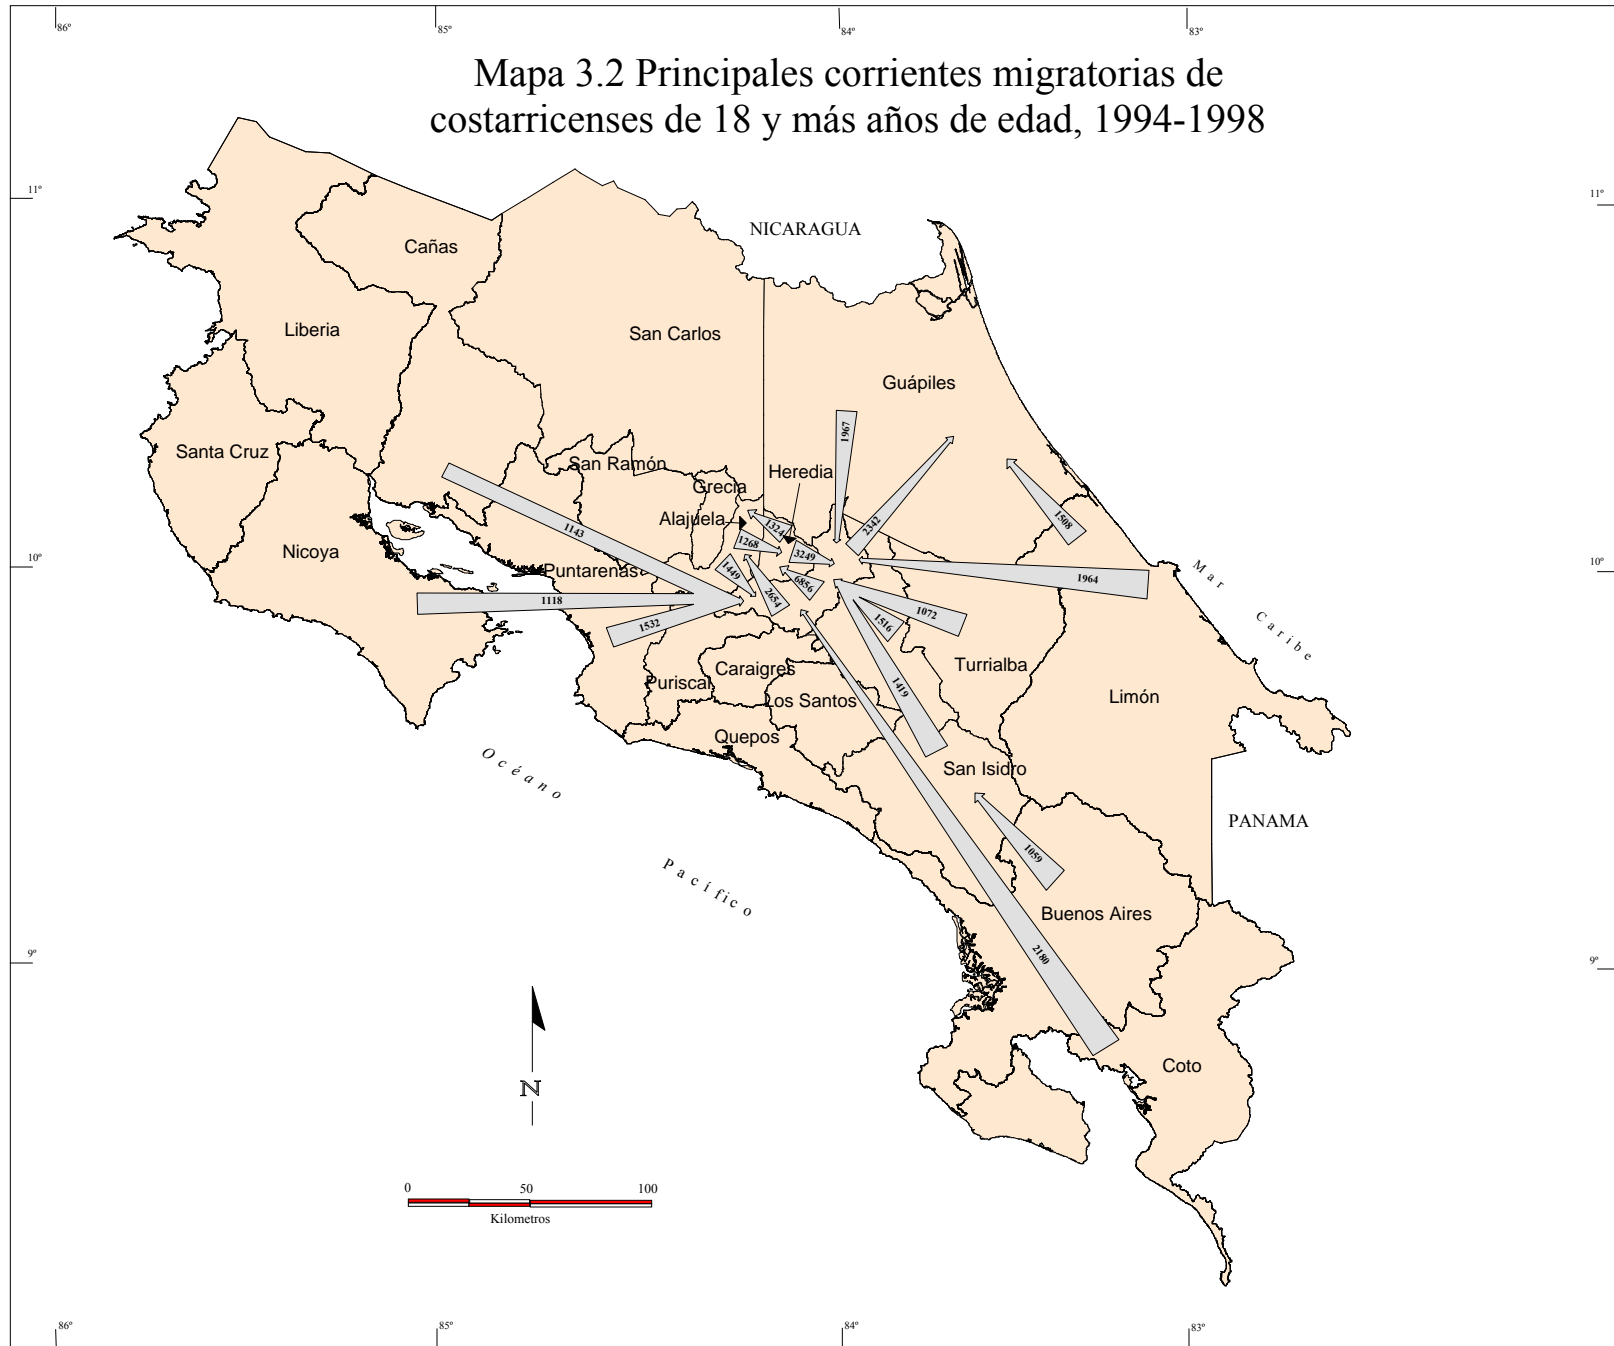 86º
85º
84º
83º
Mapa 3.2 Principales corrientes migratorias de
costarricenses de 18 y más años de edad, 1994-1998
11º
11º
NICARAGUA
Cañas
Liberia
San Carlos
Guápiles
Santa Cruz
San Ramón
Heredia
Grecia
Alajuela
1967
2342
1508
1324
1143
1268
3249
Nicoya
10º
10º
Puntarenas
1449
6856
2654
1964
Mar
Caribe
1118
1532
1072
1516
Turrialba
Caraigres
Puriscal
Los Santos
1419
Limón
Quepos
San Isidro
Océano
PANAMA
1059
Pacífico
Buenos Aires
2180
9º
9º
Coto
N
0
50
100
Kilometros
86º
85º
84º
83º